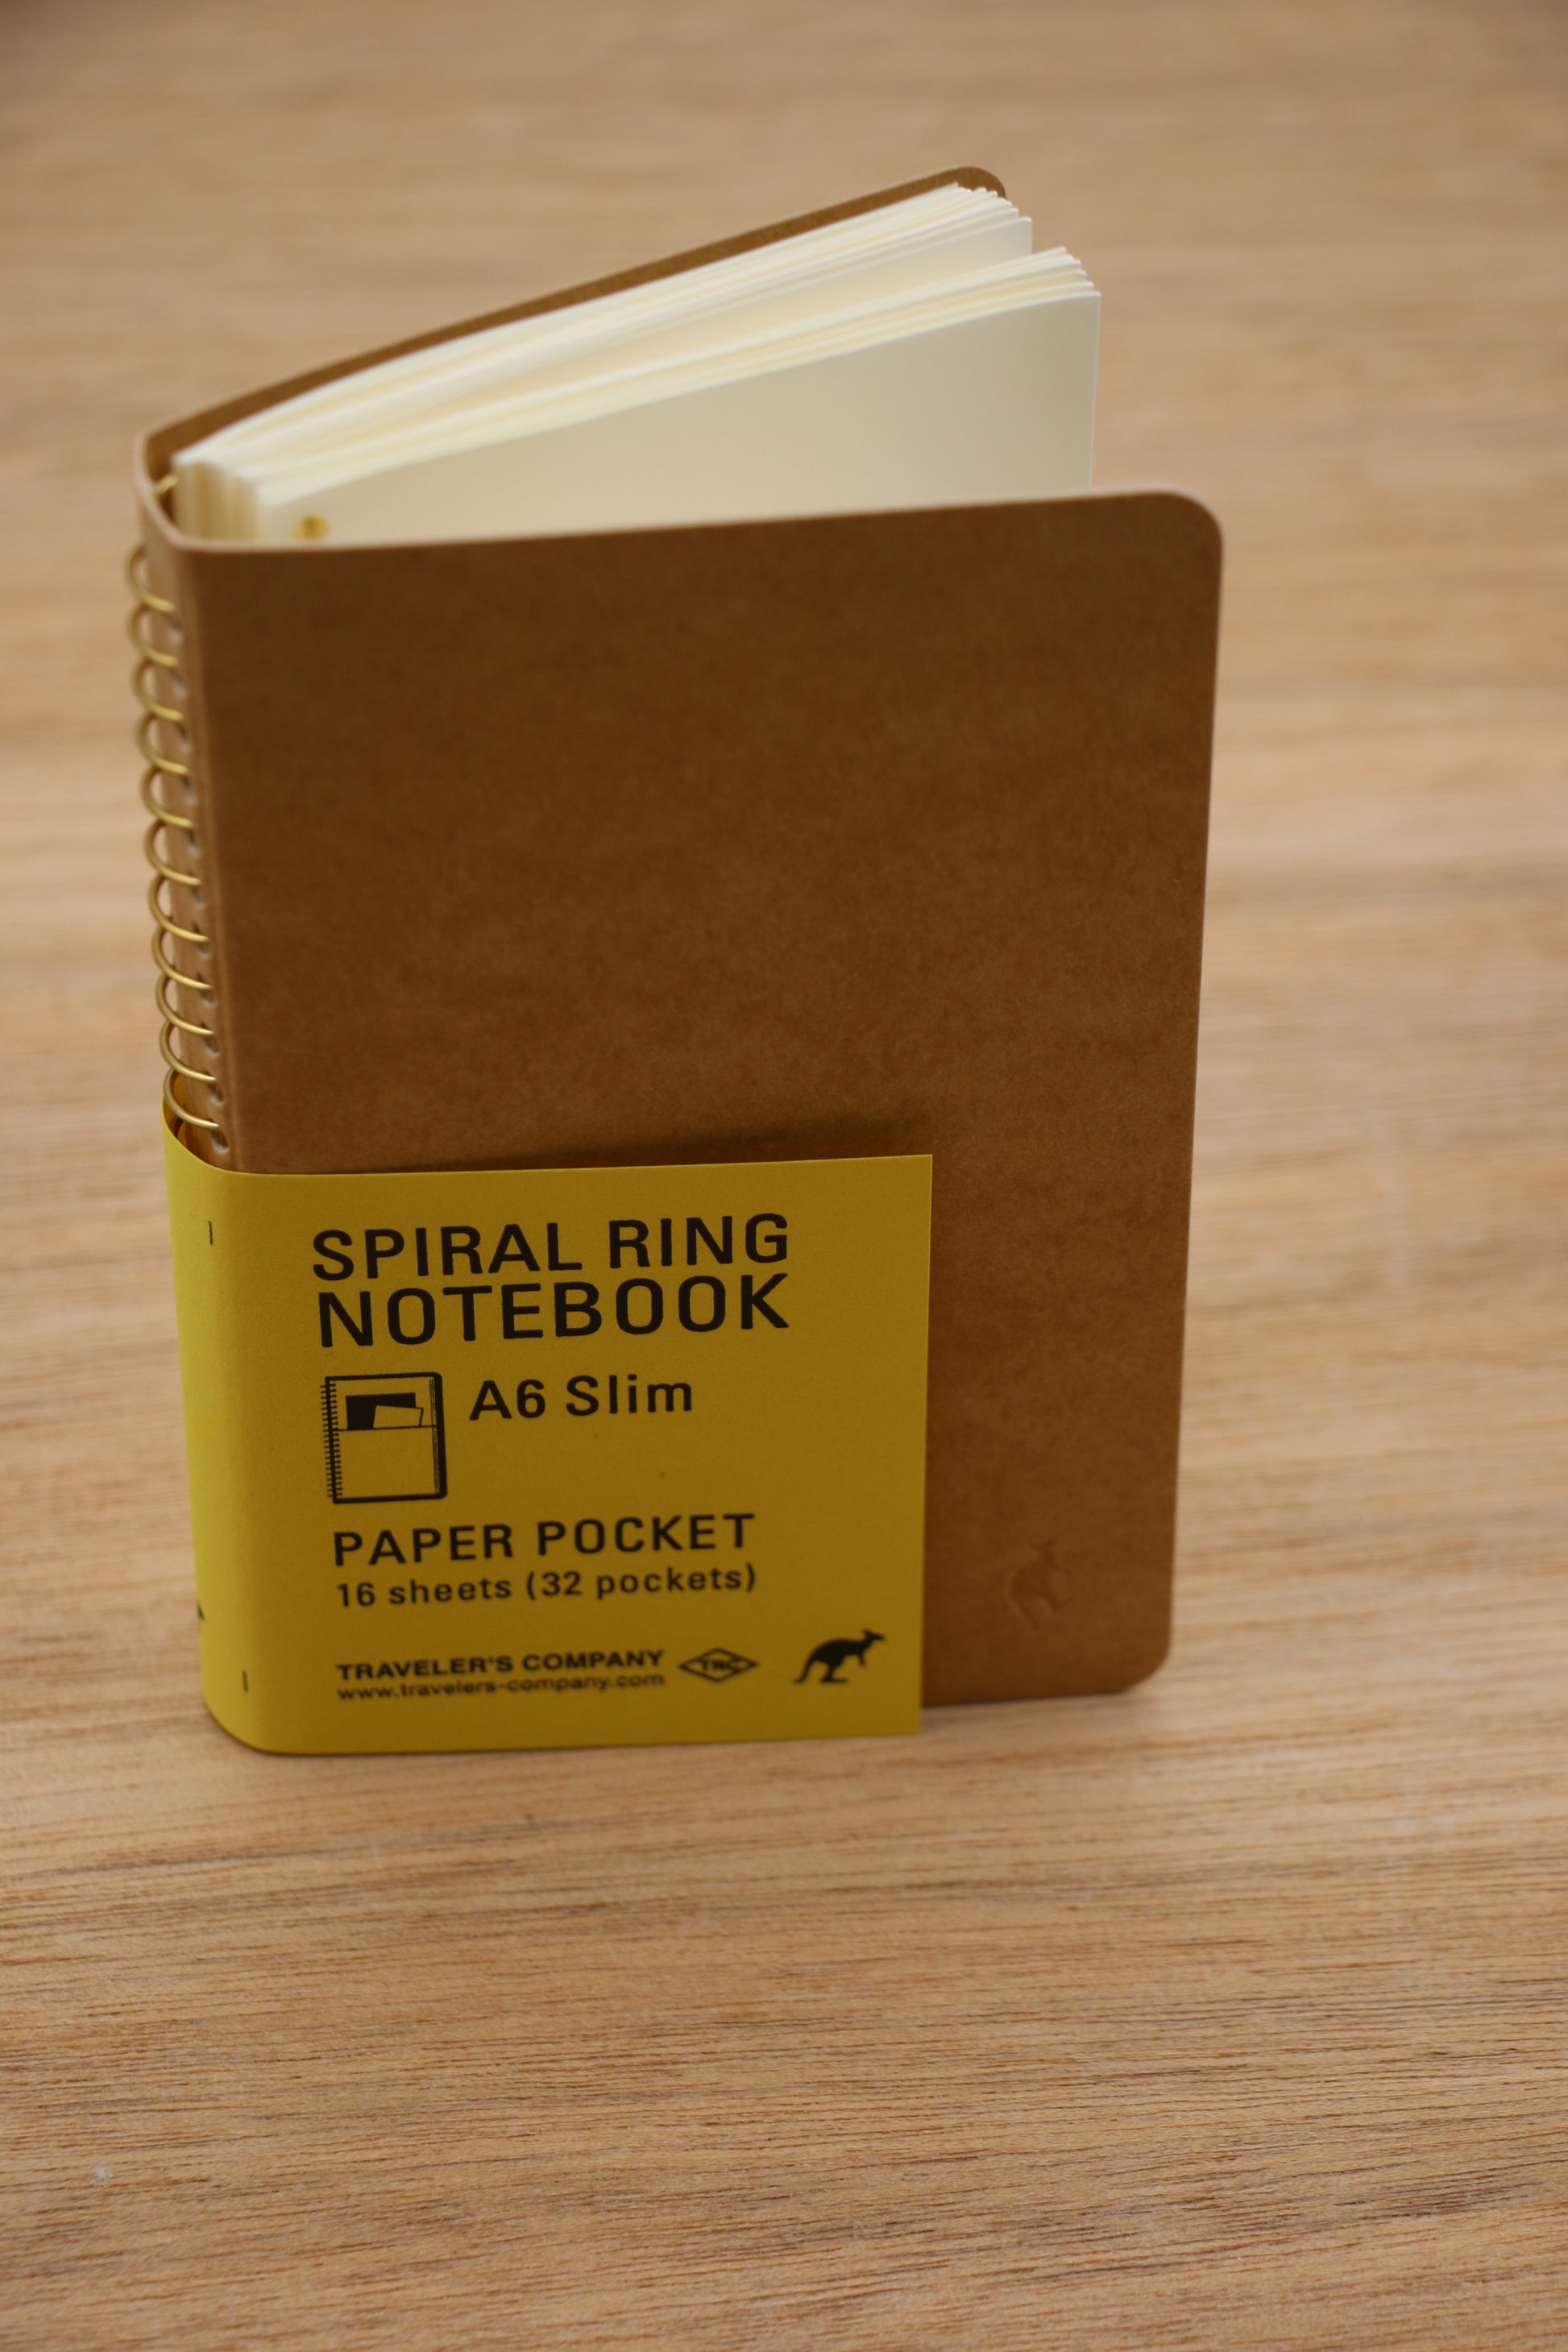 SPIRAL RING
NOTEBOOK
A6 Slim
PAPER POCKET
16 sheets (32 pockets)
TRAVELER'S COMPANY TRC
www.travelers-company.com